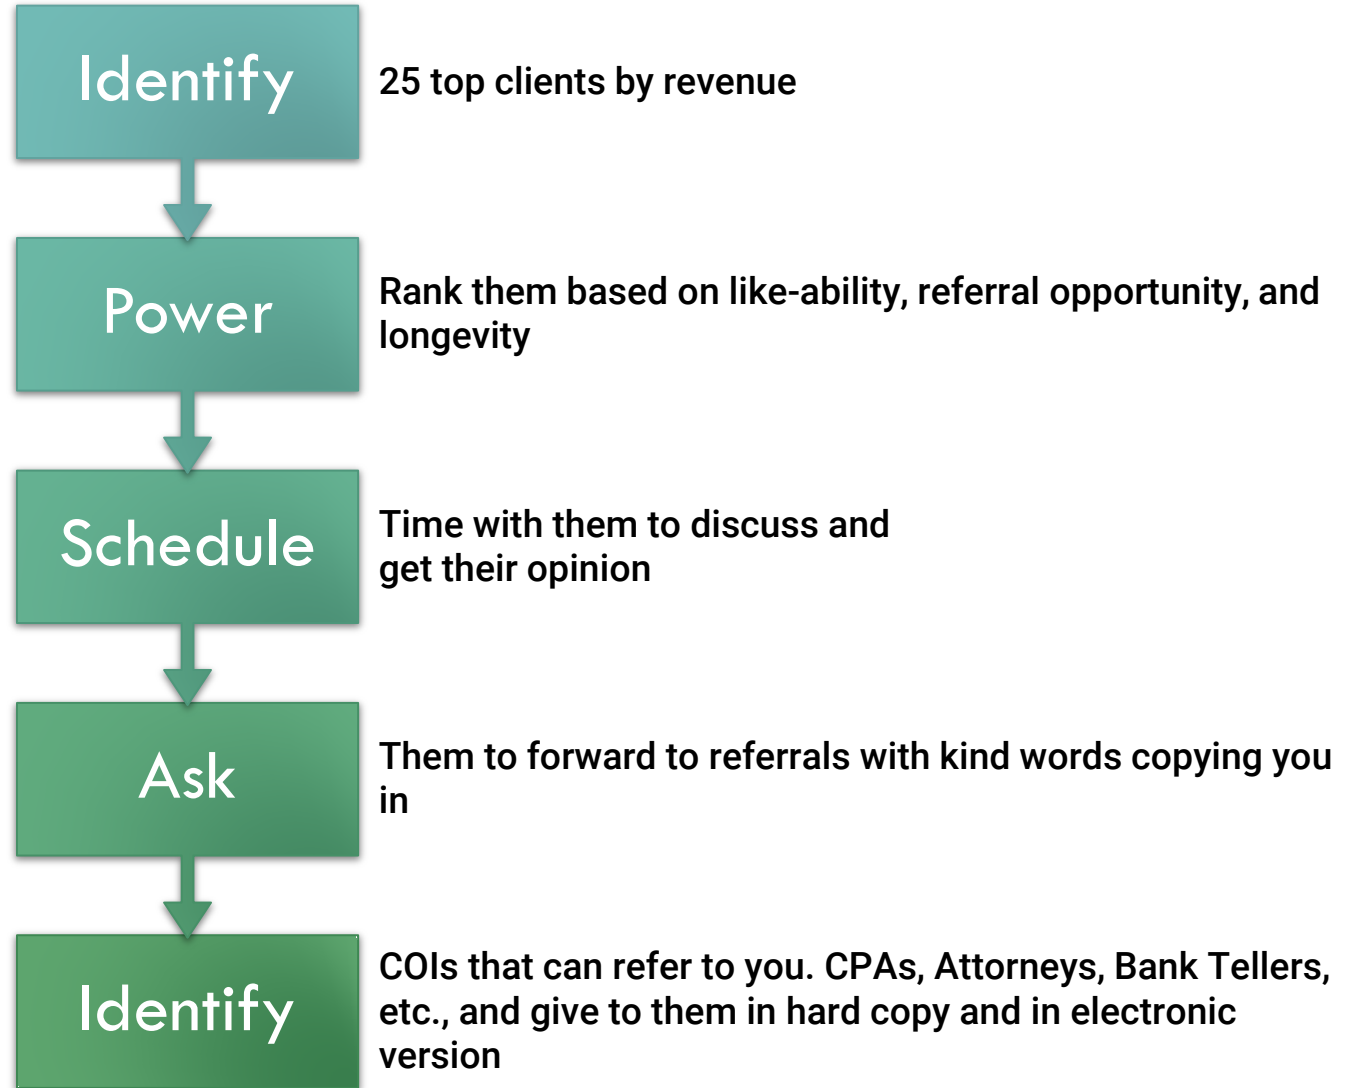 Identify
25 top clients by revenue
Power
Rank them based on like-ability, referral opportunity, and
longevity
Schedule
Time with them to discuss and
get their opinion
Ask
Them to forward to referrals with kind words copying you
in
Identify
COIs that can refer to you. CPAs, Attorneys, Bank Tellers,
etc., and give to them in hard copy and in electronic
version